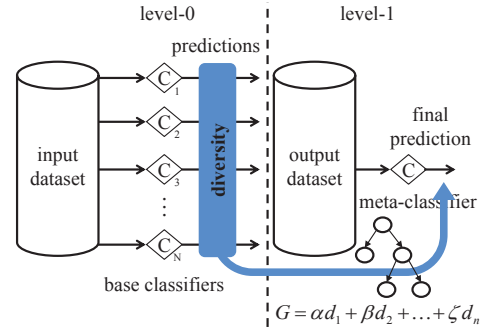 level-0
level-1
predictions
input
dataset
C1
C2
C3
⋮
CN
diversity
base classifiers
output
dataset
final
prediction
C
meta-classifier
G = αd1 + βd2 + ... + ζdn